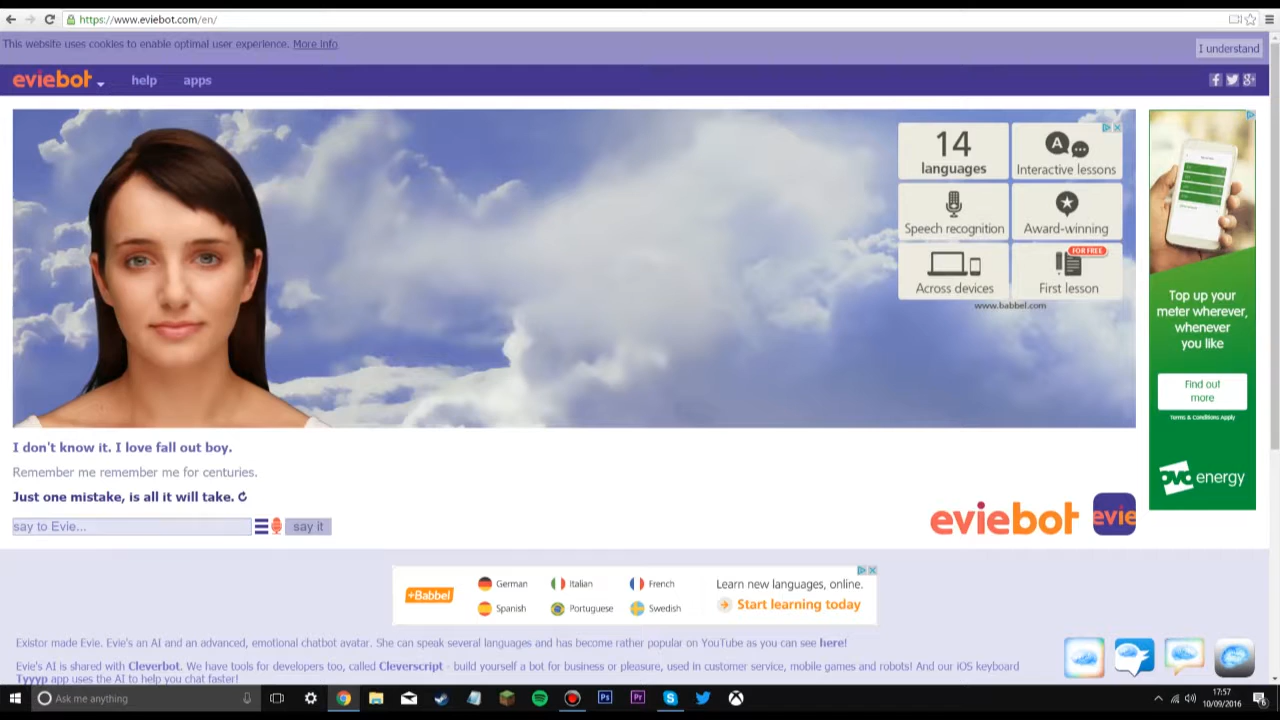 https://www.eviebot.com/en/
This website uses cookies to enable optimal user experience. More Info
I understand
eviebot
help
apps
14
languages
Interactive lessons
Speech recognition
Award-winning
FOR FREE
Across devices
First lesson
www.babbel.com
Top up your
meter wherever,
whenever
you like
Find out
more
Terms & Conditions Apply
ovo energy
I don't know it. I love fall out boy.
Remember me remember me for centuries.
Just one mistake, is all it will take.
say to Evie...
say it
eviebot
evie
+Babbel
German
Italian
French
Spanish
Portuguese
Swedish
Learn new languages, online.
Start learning today
Existor made Evie. Evie's an AI and an advanced, emotional chatbot avatar. She can speak several languages and has become rather popular on YouTube as you can see here!
Evie's AI is shared with Cleverbot. We have tools for developers too, called Cleverscript - build yourself a bot for business or pleasure, used in customer service, mobile games and robots! And our iOS keyboard
Tyyyp app uses the AI to help you chat faster!
Ask me anything
17:57
10/09/2016